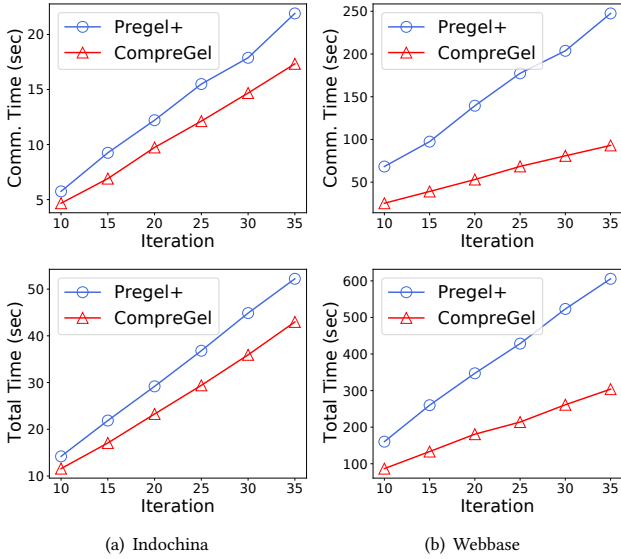 Comm. Time (sec)
20
15
10
5
Pregel+
CompreGel
10 15 20 25 30 35
Iteration
Comm. Time (sec)
250
200
150
100
50
Pregel+
CompreGel
10 15 20 25 30 35
Iteration
Total Time (sec)
50
40
30
20
10
Pregel+
CompreGel
10 15 20 25 30 35
Iteration
Total Time (sec)
600
500
400
300
200
100
Pregel+
CompreGel
10 15 20 25 30 35
Iteration
(a) Indochina
(b) Webbase